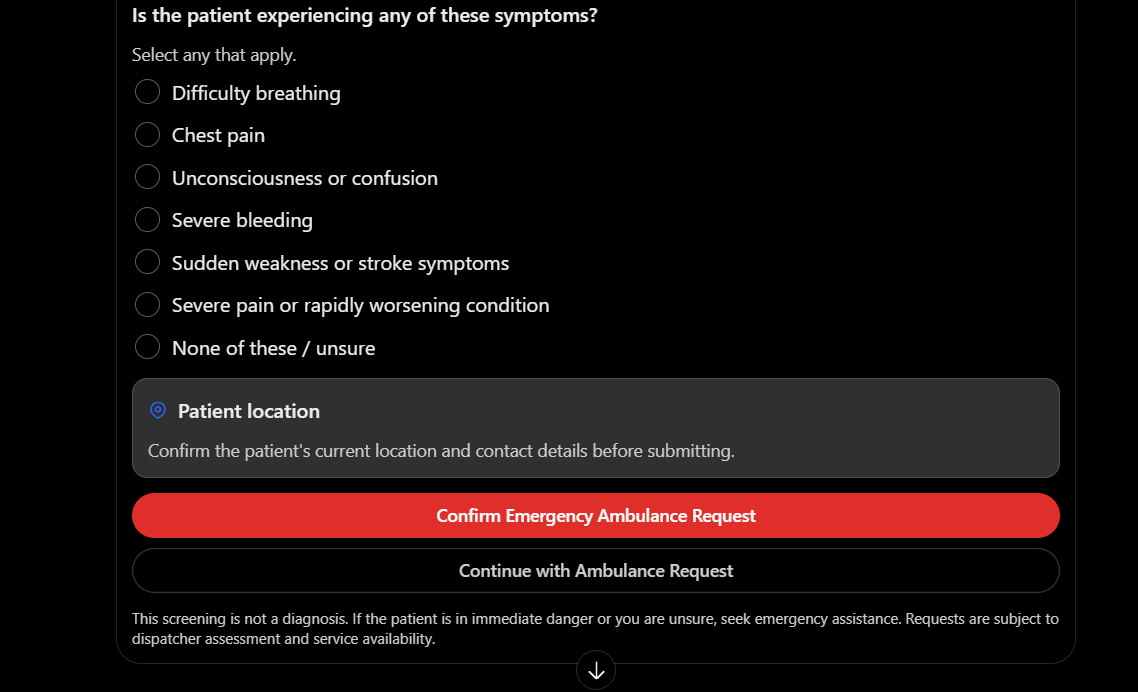 Is the patient experiencing any of these symptoms?
Select any that apply.
Difficulty breathing
Chest pain
Unconsciousness or confusion
Severe bleeding
Sudden weakness or stroke symptoms
Severe pain or rapidly worsening condition
None of these / unsure
Patient location
Confirm the patient's current location and contact details before submitting.
Confirm Emergency Ambulance Request
Continue with Ambulance Request
This screening is not a diagnosis. If the patient is in immediate danger or you are unsure, seek emergency assistance. Requests are subject to
dispatcher assessment and service availability.